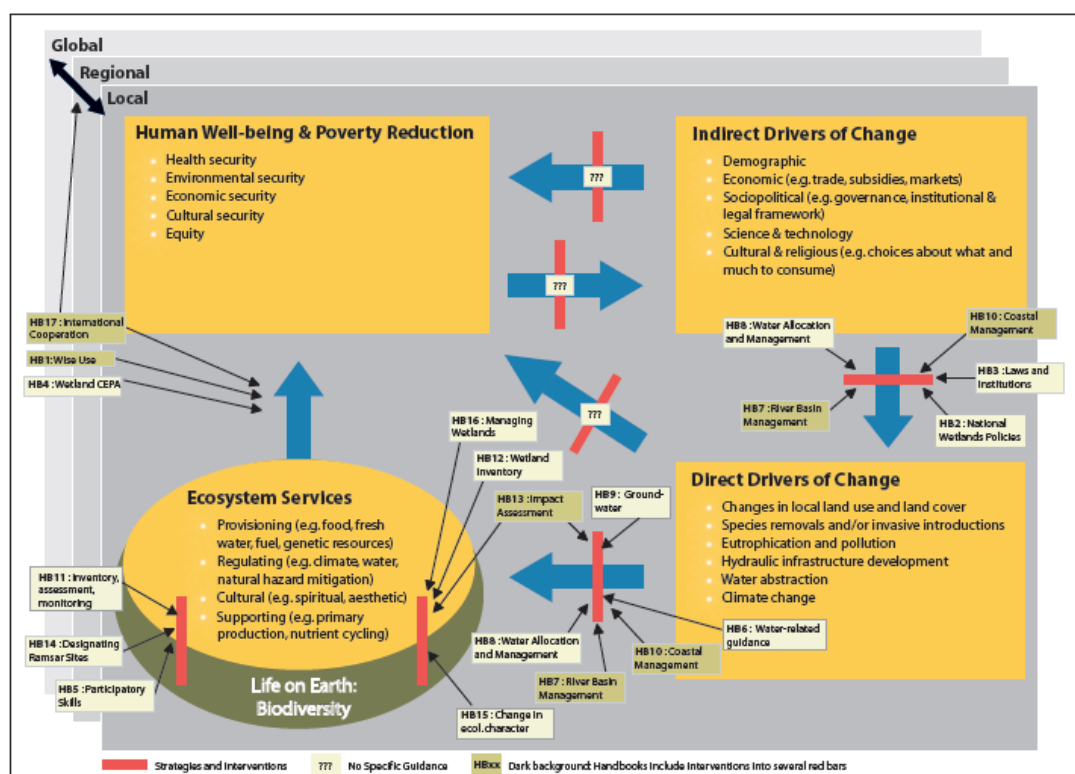 Global
Regional
Local
Human Well-being & Poverty Reduction
Health security
Environmental security
Economic security
Cultural security
Equity
Indirect Drivers of Change
Demographic
Economic (e.g. trade, subsidies, markets)
Sociopolitical (e.g. governance, institutional &
legal framework)
Science & technology
Cultural & religious (e.g. choices about what and
much to consume)
???
???
HB17 : International
Cooperation
HB1: Wise Use
HB4 : Wetland CEPA
HB8 : Water Allocation
and Management
HB10 : Coastal
Management
HB3 : Laws and
Institutions
HB7 : River Basin
Management
HB2 : National
Wetlands Policies
???
HB16 : Managing
Wetlands
HB12 : Wetland
Inventory
HB13 : Impact
Assessment
HB9 : Ground-
water
Ecosystem Services
Provisioning (e.g. food, fresh
water, fuel, genetic resources)
Regulating (e.g. climate, water,
natural hazard mitigation)
Cultural (e.g. spiritual, aesthetic)
Supporting (e.g. primary
production, nutrient cycling)
Direct Drivers of Change
Changes in local land use and land cover
Species removals and/or invasive introductions
Eutrophication and pollution
Hydraulic infrastructure development
Water abstraction
Climate change
HB11 : Inventory,
assessment,
monitoring
HB14 : Designating
Ramsar Sites
HB5 : Participatory
Skills
HB8 : Water Allocation
and Management
HB6 : Water-related
guidance
HB10 : Coastal
Management
HB7 : River Basin
Management
Life on Earth:
Biodiversity
HB15 : Change in
ecol.character
Strategies and Interventions
??? No Specific Guidance
HBxx Dark background: Handbooks Include Interventions Into several red bars